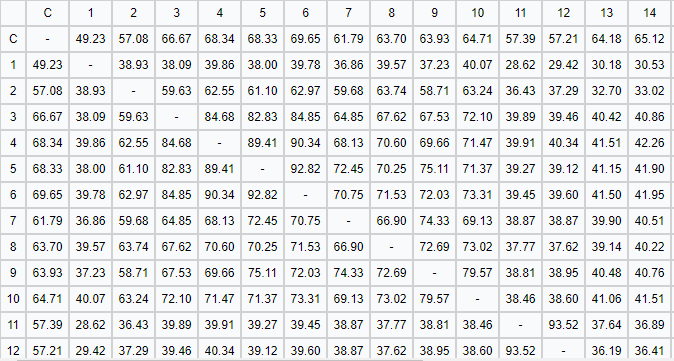 C 1 2 3 4 5 6 7 8 9 10 11 12 13 14
C - 49.23 57.08 66.67 68.34 68.33 69.65 61.79 63.70 63.93 64.71 57.39 57.21 64.18 65.12
1 49.23 - 38.93 38.09 39.86 38.00 39.78 36.86 39.57 37.23 40.07 28.62 29.42 30.18 30.53
2 57.08 38.93 - 59.63 62.55 61.10 62.97 59.68 63.74 58.71 63.24 36.43 37.29 32.70 33.02
3 66.67 38.09 59.63 - 84.68 82.83 84.85 64.85 67.62 67.53 72.10 39.89 39.46 40.42 40.86
4 68.34 39.86 62.55 84.68 - 89.41 90.34 68.13 70.60 69.66 71.47 39.91 40.34 41.51 42.26
5 68.33 38.00 61.10 82.83 89.41 - 92.82 72.45 70.25 75.11 71.37 39.27 39.12 41.15 41.90
6 69.65 39.78 62.97 84.85 90.34 92.82 - 70.75 71.53 72.03 73.31 39.45 39.60 41.50 41.95
7 61.79 36.86 59.68 64.85 68.13 72.45 70.75 - 66.90 74.33 69.13 38.87 38.87 39.90 40.51
8 63.70 39.57 63.74 67.62 70.60 70.25 71.53 66.90 - 72.69 73.02 37.77 37.62 39.14 40.22
9 63.93 37.23 58.71 67.53 69.66 75.11 72.03 74.33 72.69 - 79.57 38.81 38.95 40.48 40.76
10 64.71 40.07 63.24 72.10 71.47 71.37 73.31 69.13 73.02 79.57 - 38.46 38.60 41.06 41.51
11 57.39 28.62 36.43 39.89 39.91 39.27 39.45 38.87 37.77 38.81 38.46 - 93.52 37.64 36.89
12 57.21 29.42 37.29 39.46 40.34 39.12 39.60 38.87 37.62 38.95 38.60 93.52 - 36.19 36.41